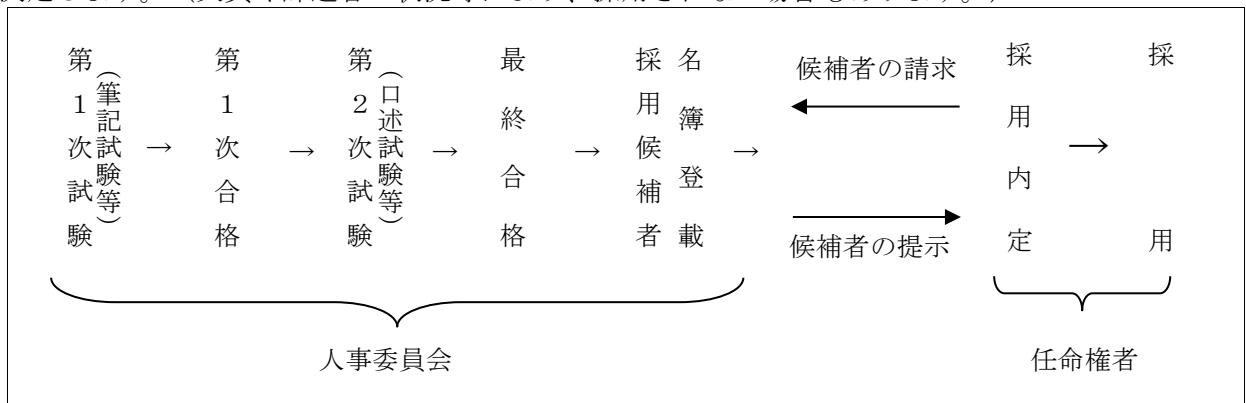 第1次試験
(筆記試験等)
→
第1次合格
→
第2次試験
(口述試験等)
→
最終合格
→
採用候補者
名簿登載
→
候補者の請求
候補者の提示
採用内定
→
採用
人事委員会
任命権者